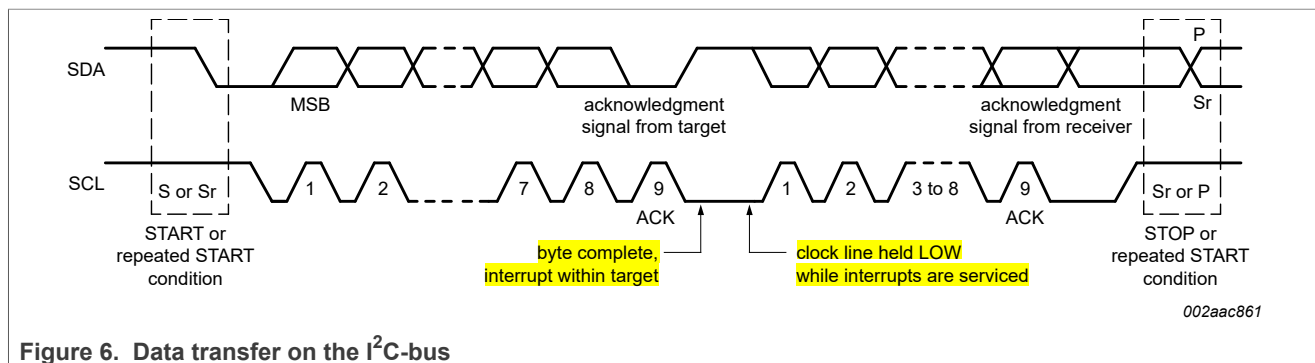 P
SDA
MSB
acknowledgment
signal from target
acknowledgment
signal from receiver
Sr
SCL
S or Sr
1
2
7
8
9
1
2
3 to 8
9
Sr or P
ACK
ACK
START or
repeated START
condition
byte complete,
interrupt within target
clock line held LOW
while interrupts are serviced
STOP or
repeated START
condition
002aac861
Figure 6. Data transfer on the I²C-bus